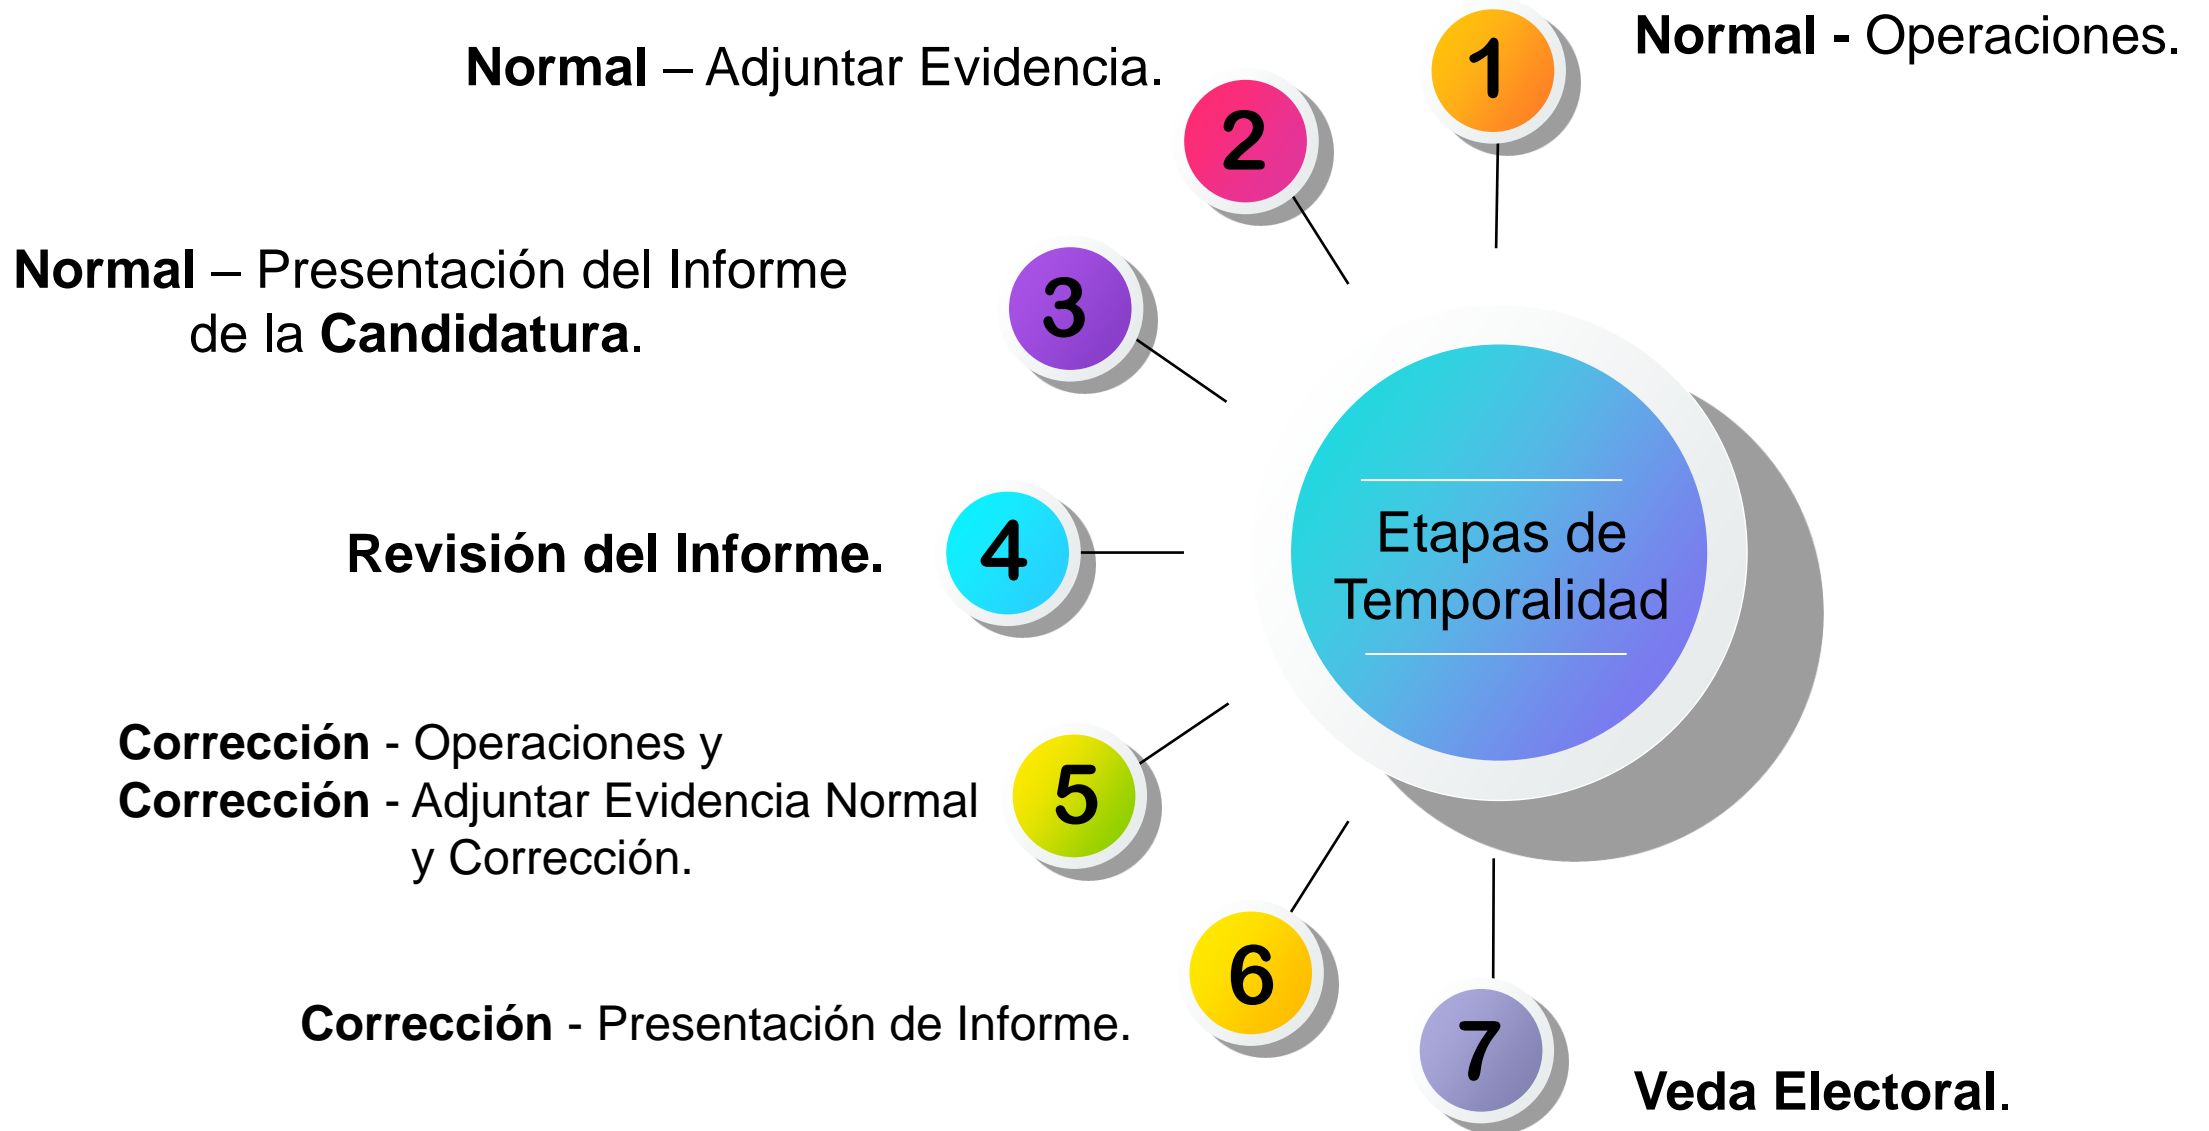 1
Normal - Operaciones.
2
Normal – Adjuntar Evidencia.
3
Normal – Presentación del Informe
de la Candidatura.
4
Revisión del Informe.
5
Corrección - Operaciones y
Corrección - Adjuntar Evidencia Normal
y Corrección.
6
Corrección - Presentación de Informe.
7
Veda Electoral.
Etapas de
Temporalidad